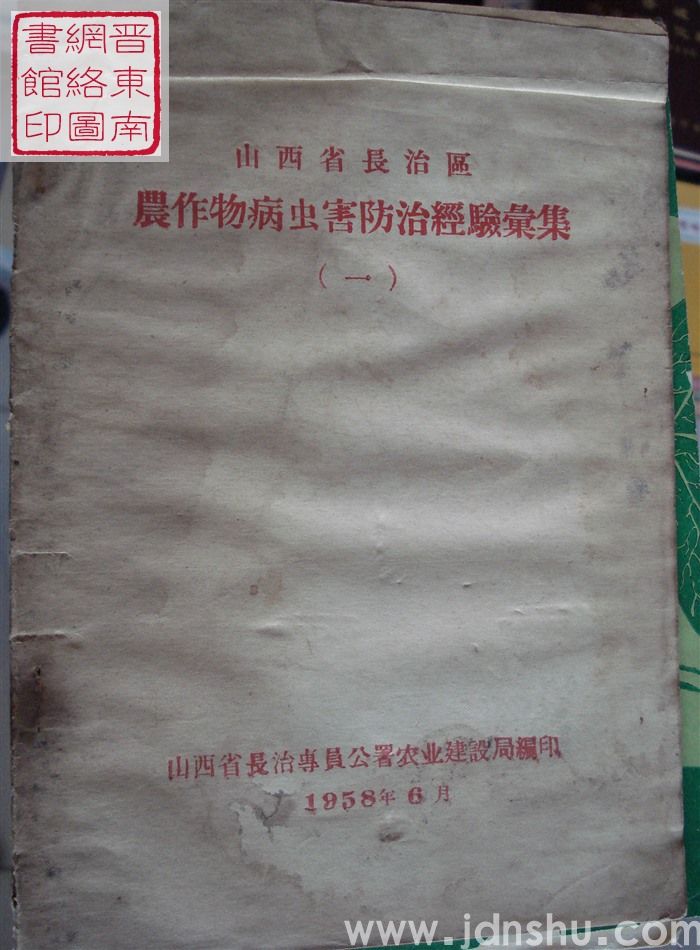 晋東南
網絡圖
書館印
山西省長治區
農作物病虫害防治經驗彙集
（一）
山西省長治專員公署农业建設局編印
1958年6月
www.jdnshu.com